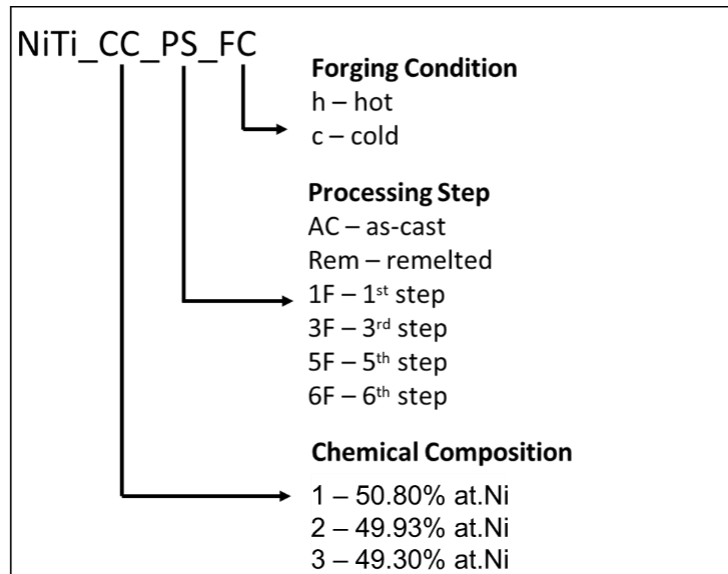 NiTi_CC_PS_FC
Forging Condition
h – hot
c – cold
Processing Step
AC – as-cast
Rem – remelted
1F – 1st step
3F – 3rd step
5F – 5th step
6F – 6th step
Chemical Composition
1 – 50.80% at.Ni
2 – 49.93% at.Ni
3 – 49.30% at.Ni